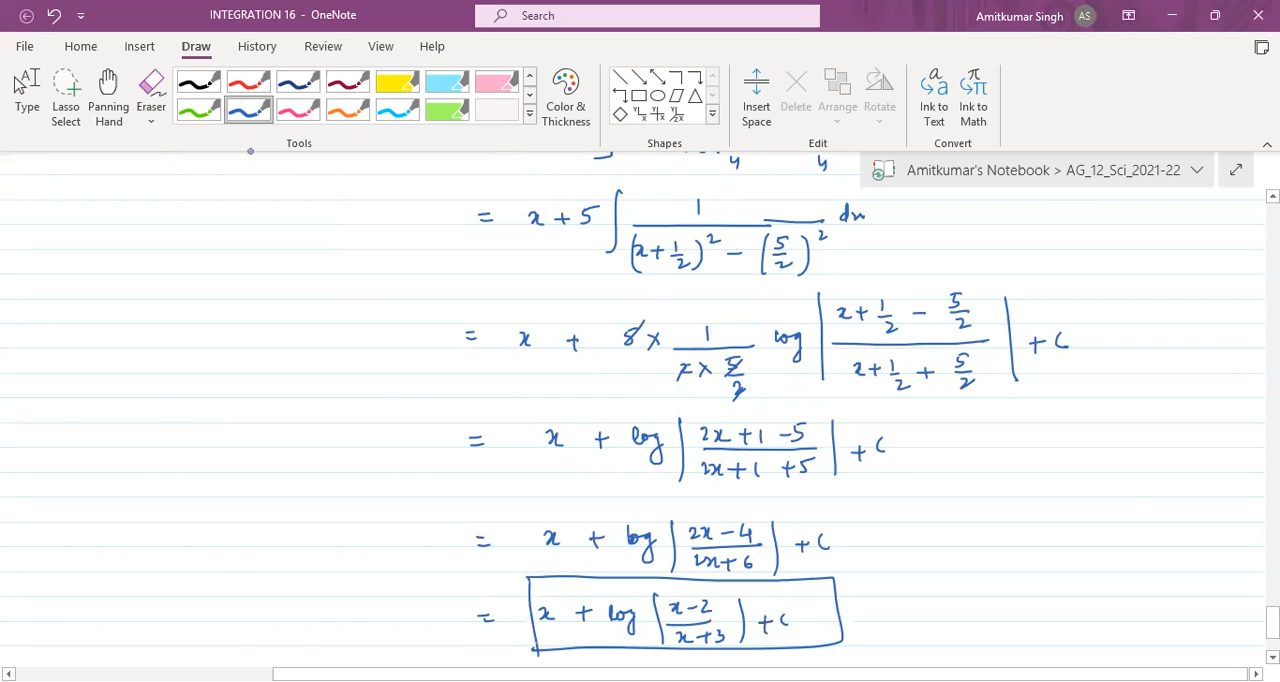 INTEGRATION 16 - OneNote
Search
Amitkumar Singh AS
File Home Insert Draw History Review View Help
Type
Lasso Select
Panning Hand
Eraser
Color & Thickness
Insert Space
Delete
Arrange
Rotate
Ink to Text
Ink to Math
Tools Shapes Edit Convert
Amitkumar's Notebook > AG_12_Sci_2021-22
4 4
= x + 5 ∫ 1 / ((x + 1/2)² − (5/2)²) dx
= x + 5 × 1 / (2 × 5/2) log | (x + 1/2 − 5/2) / (x + 1/2 + 5/2) | + c
= x + log | (2x + 1 − 5) / (2x + 1 + 5) | + c
= x + log | (2x − 4) / (2x + 6) | + c
= x + log | (x − 2) / (x + 3) | + c